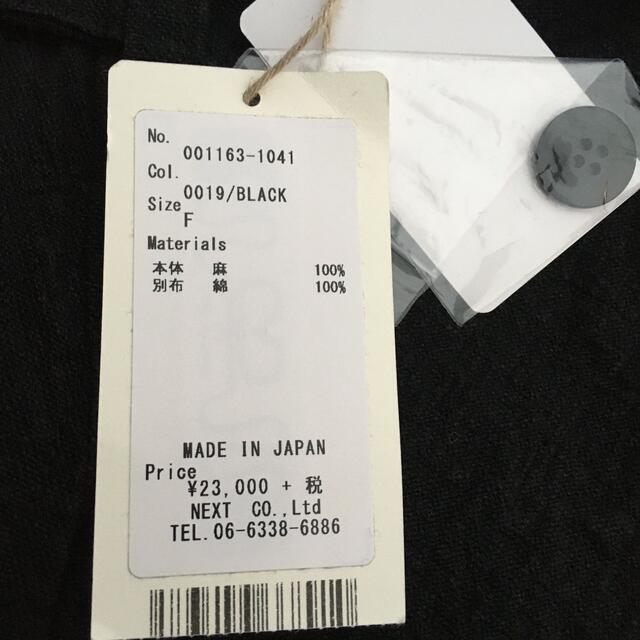 No.
001163-1041
Col.
0019/BLACK
Size
F
Materials
本体 麻 100%
別布 綿 100%
MADE IN JAPAN
Price
¥23,000 + 税
NEXT CO.,Ltd
TEL.06-6338-6886